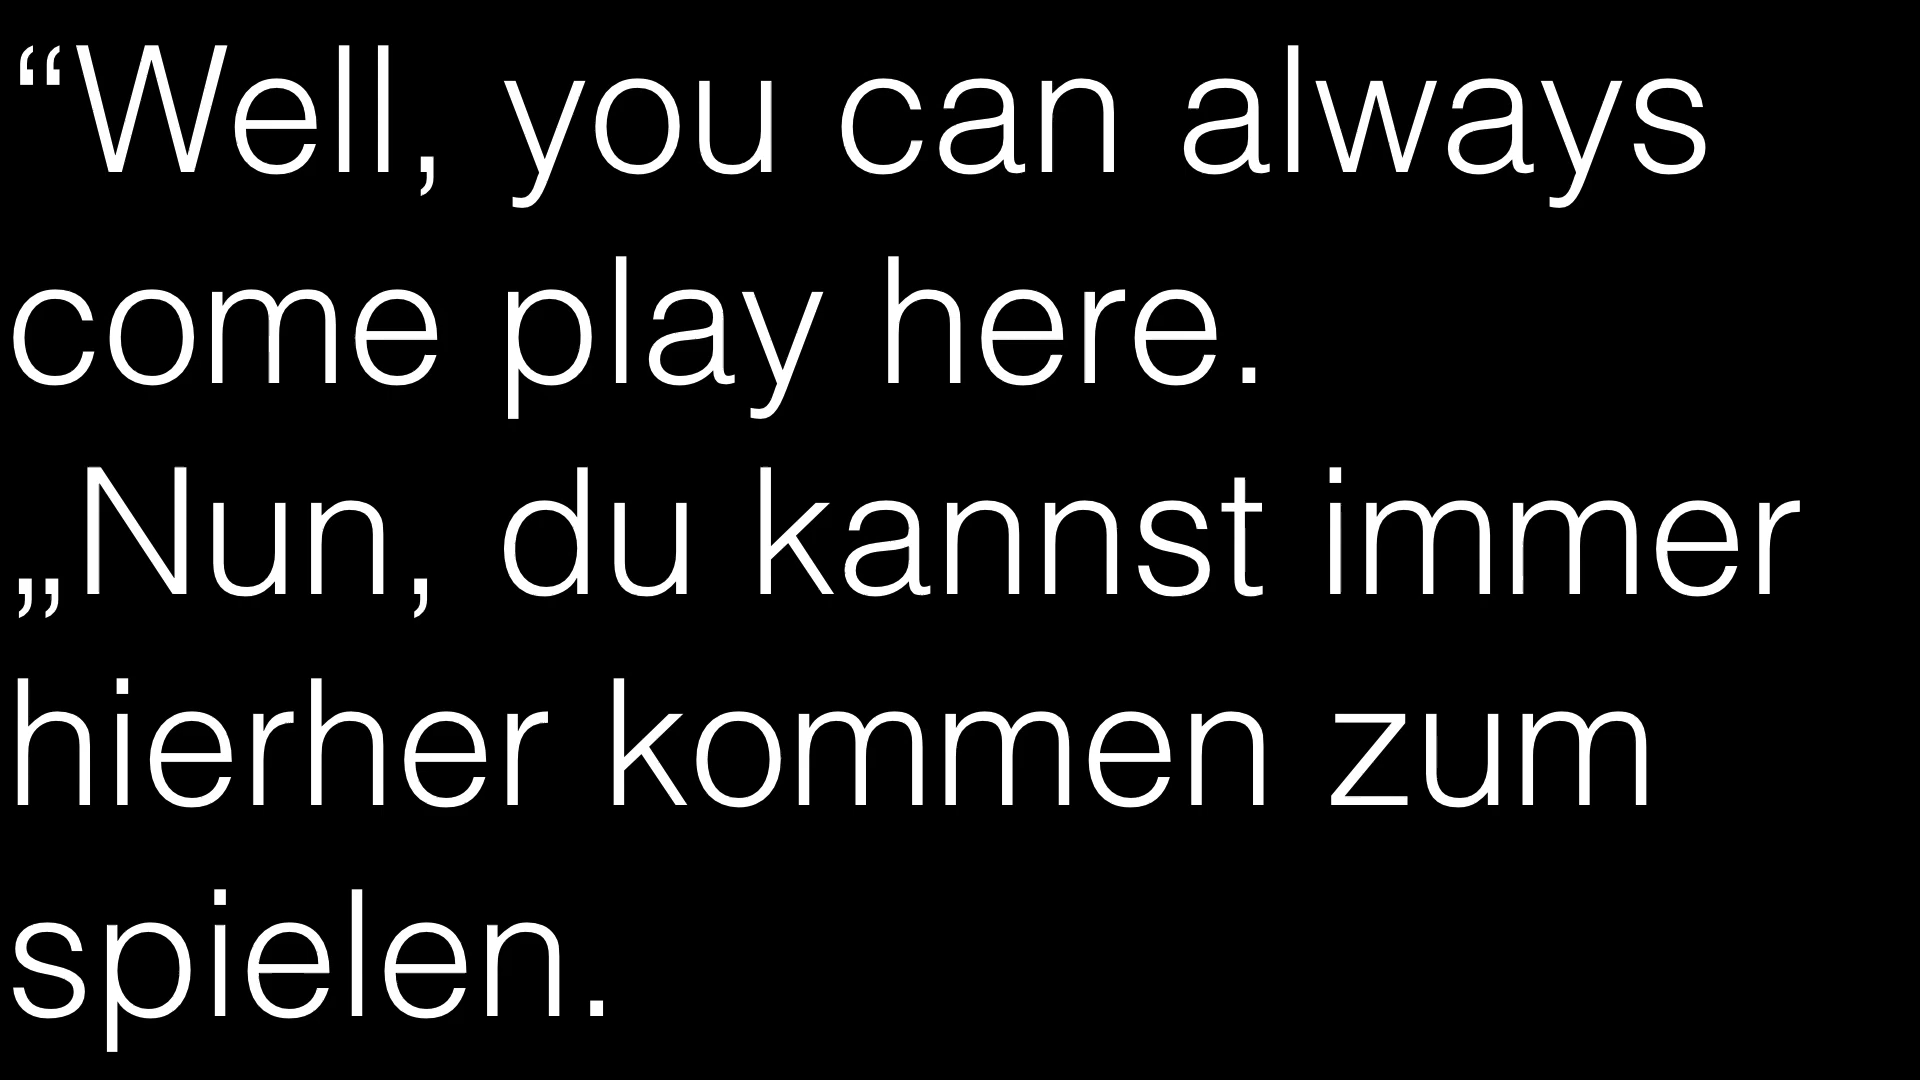 “Well, you can always
come play here.
„Nun, du kannst immer
hierher kommen zum
spielen.